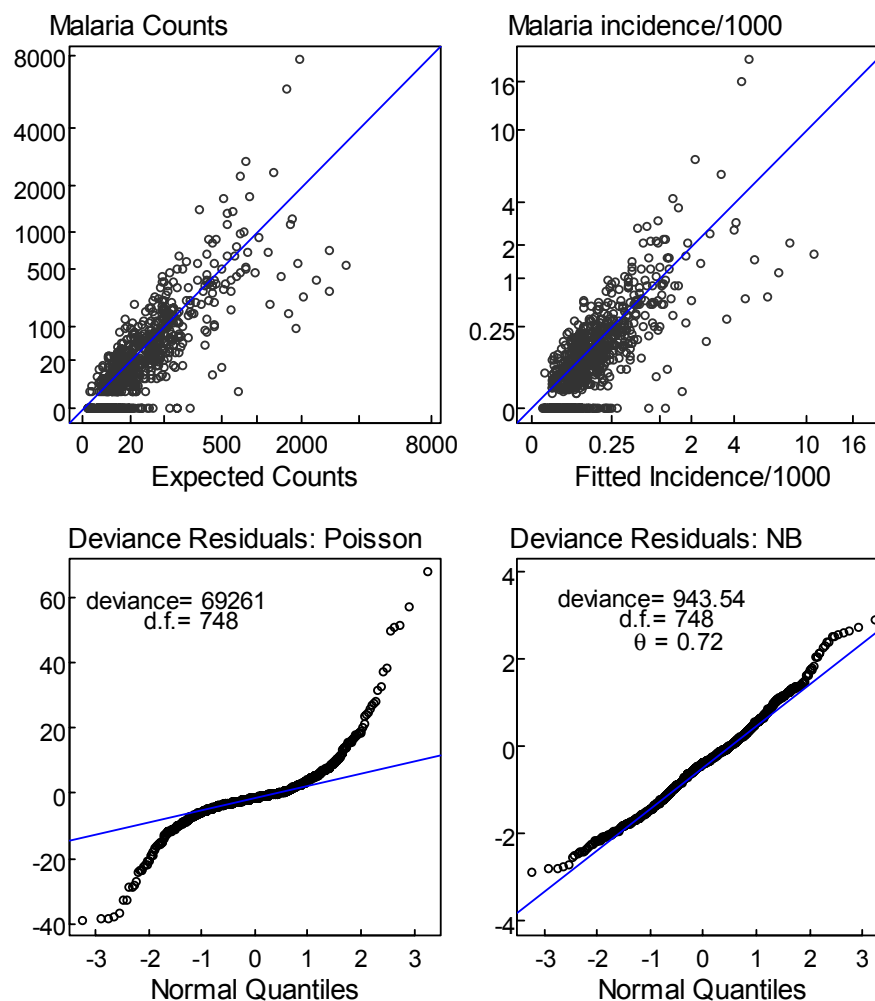 Malaria Counts
8000
4000
2000
1000
500
100
20
0
0 20 500 2000 8000
Expected Counts
Malaria incidence/1000
16
10
4
2
1
0.25
0
0 0.25 2 4 10 16
Fitted Incidence/1000
Deviance Residuals: Poisson
deviance= 69261
d.f.= 748
60
40
20
0
-20
-40
-3 -2 -1 0 1 2 3
Normal Quantiles
Deviance Residuals: NB
deviance= 943.54
d.f.= 748
θ = 0.72
4
2
0
-2
-4
-3 -2 -1 0 1 2 3
Normal Quantiles